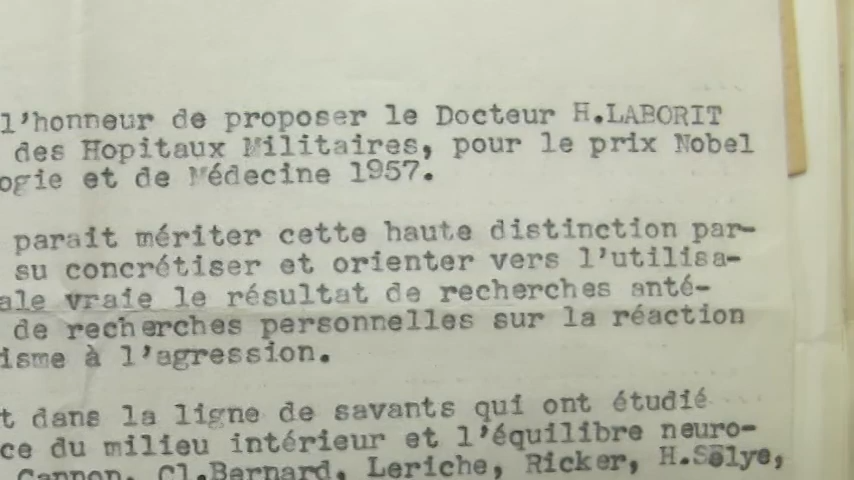 l'honneur de proposer le Docteur H.LABORIT
des Hopitaux Militaires, pour le prix Nobel
ogie et de Médecine 1957.
parait mériter cette haute distinction par-
su concrétiser et orienter vers l'utilisa-
ale vraie le résultat de recherches anté-
de recherches personnelles sur la réaction
isme à l'agression.
t dans la ligne de savants qui ont étudié
ce du milieu intérieur et l'équilibre neuro-
Cannon, Cl.Bernard, Leriche, Ricker, H.Selye,